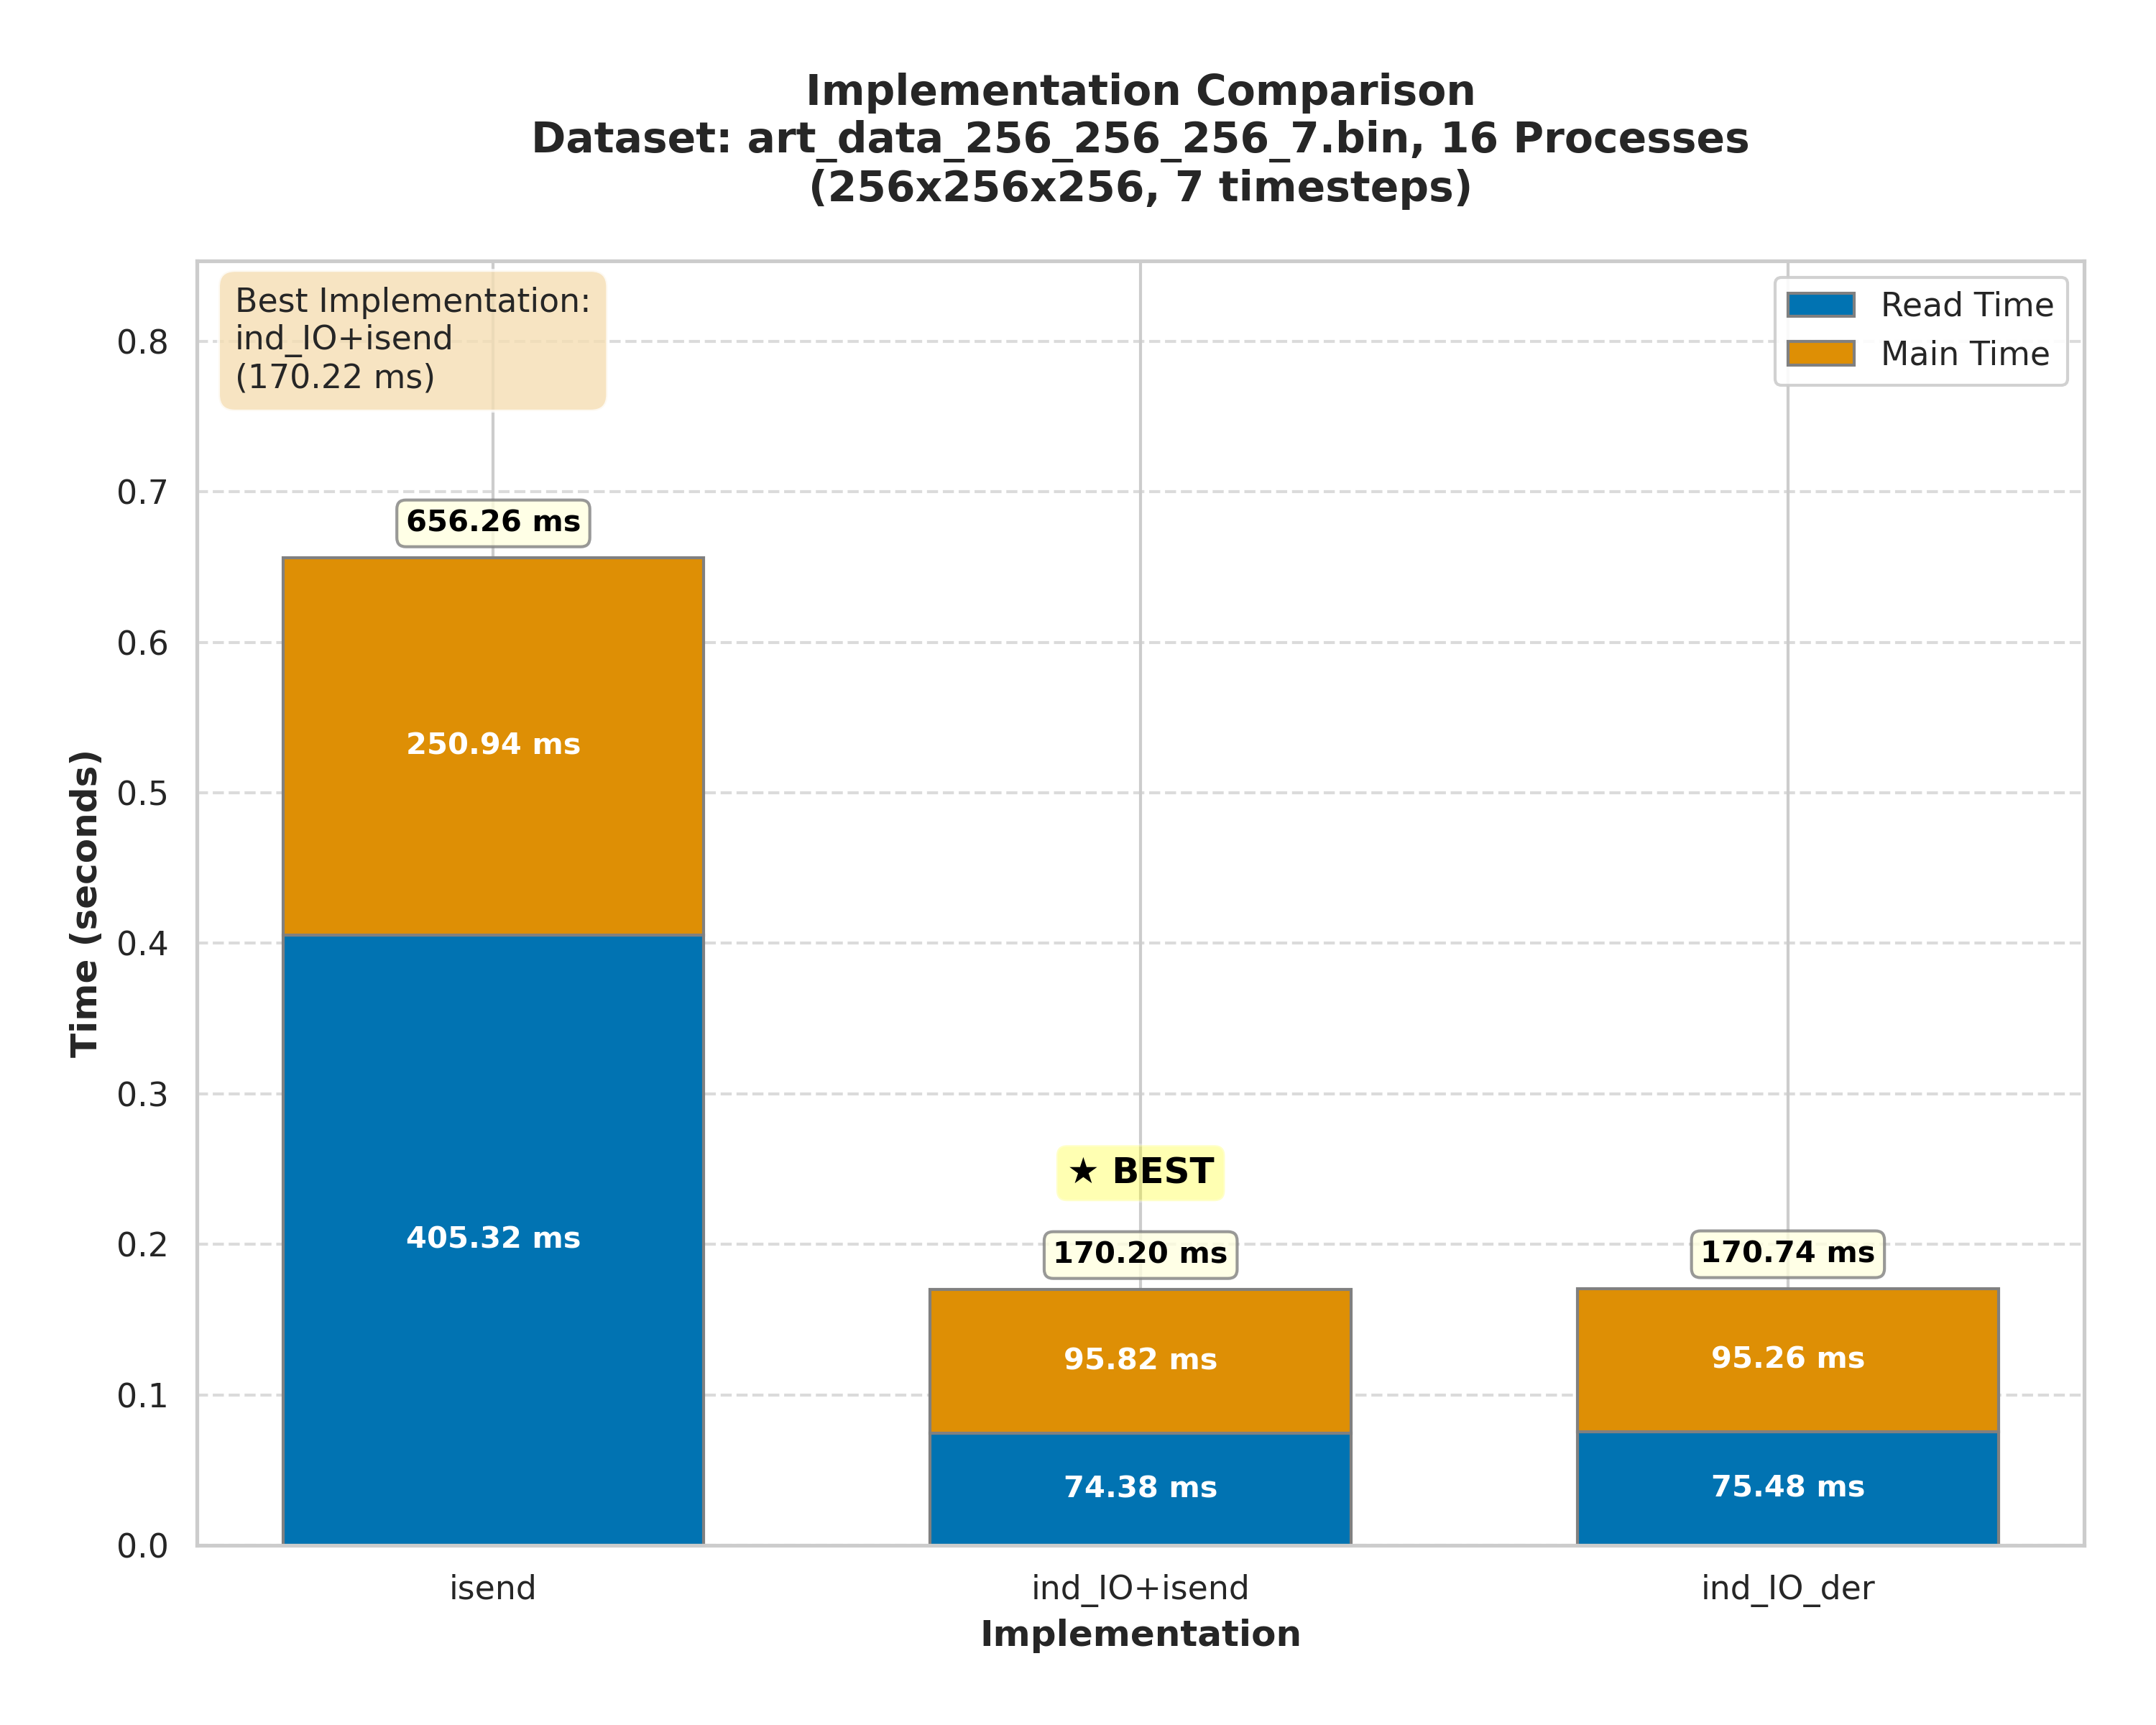 Implementation Comparison
Dataset: art_data_256_256_256_7.bin, 16 Processes
(256x256x256, 7 timesteps)
Best Implementation:
ind_IO+isend
(170.22 ms)
Read Time
Main Time
Time (seconds)
0.8
0.7
0.6
0.5
0.4
0.3
0.2
0.1
0.0
656.26 ms
250.94 ms
405.32 ms
★ BEST
170.20 ms
95.82 ms
74.38 ms
170.74 ms
95.26 ms
75.48 ms
isend
ind_IO+isend
ind_IO_der
Implementation